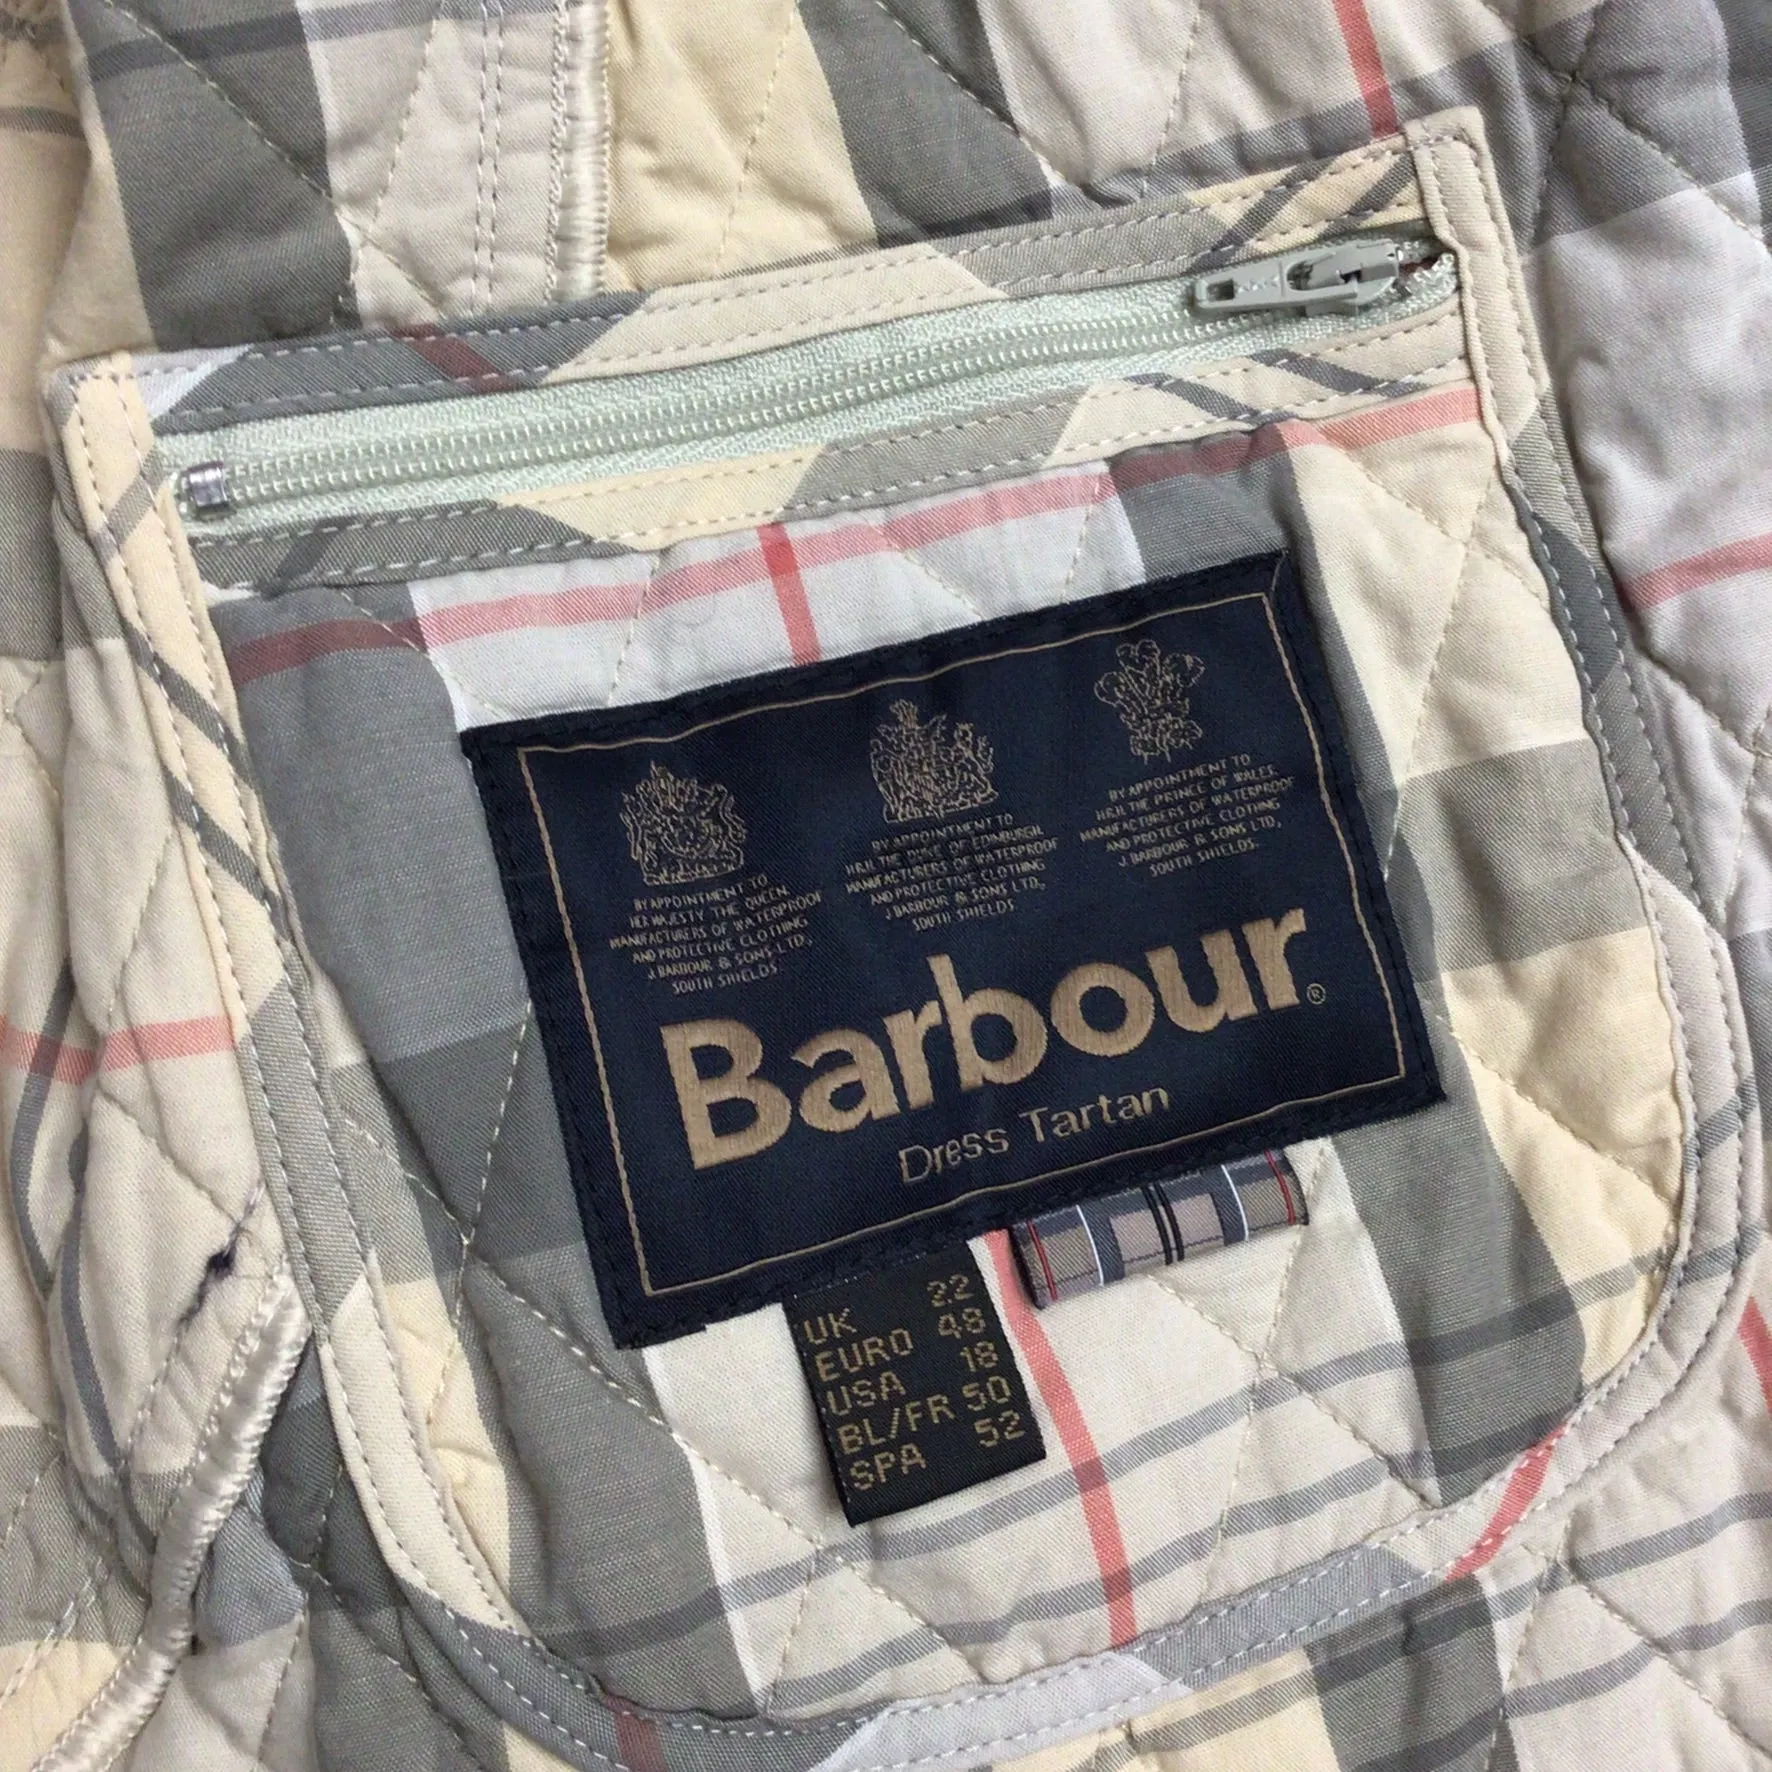 BY APPOINTMENT TO
HER MAJESTY THE QUEEN.
MANUFACTURERS OF WATERPROOF
AND PROTECTIVE CLOTHING
J. BARBOUR & SONS LTD.,
SOUTH SHIELDS.
BY APPOINTMENT TO
H.R.H. THE DUKE OF EDINBURGH.
MANUFACTURERS OF WATERPROOF
AND PROTECTIVE CLOTHING
J. BARBOUR & SONS LTD.,
SOUTH SHIELDS.
BY APPOINTMENT TO
H.R.H. THE PRINCE OF WALES.
MANUFACTURERS OF WATERPROOF
AND PROTECTIVE CLOTHING
J. BARBOUR & SONS LTD,
SOUTH SHIELDS.
Barbour®
Dress Tartan
UK 22
EURO 48
USA 18
BL/FR 50
SPA 52